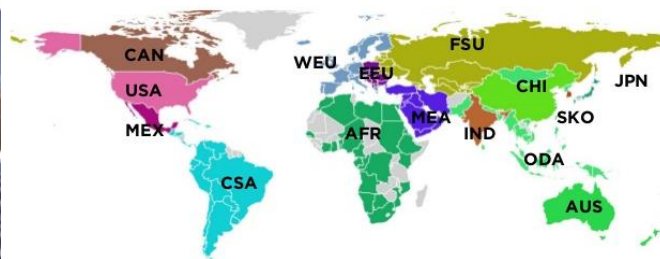 CAN
USA
MEX
CSA
WEU
EEU
FSU
AFR
MEA
IND
CHI
JPN
SKO
ODA
AUS